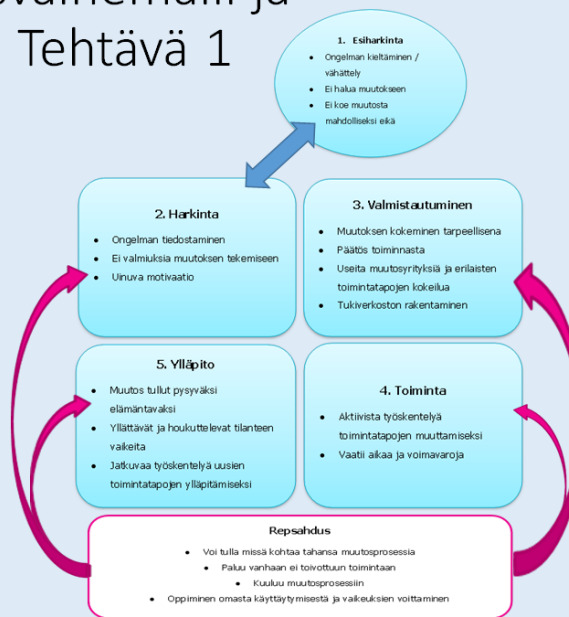 Tehtävä 1
1. Esiharkinta
Ongelman kieltäminen /
vähättely
Ei halua muutokseen
Ei koe muutosta
mahdolliseksi eikä
2. Harkinta
Ongelman tiedostaminen
Ei valmiuksia muutoksen tekemiseen
Uinuva motivaatio
3. Valmistautuminen
Muutoksen kokeminen tarpeellisena
Päätös toiminnasta
Useita muutosyrityksiä ja erilaisten
toimintatapojen kokeilua
Tukiverkoston rakentaminen
5. Ylläpito
Muutos tullut pysyväksi
elämäntavaksi
Yllättävät ja houkuttelevat tilanteen
vaikeita
Jatkuvaa työskentelyä uusien
toimintatapojen ylläpitämiseksi
4. Toiminta
Aktiivista työskentelyä
toimintatapojen muuttamiseksi
Vaatii aikaa ja voimavaroja
Repsahdus
Voi tulla missä kohtaa tahansa muutosprosessia
Paluu vanhaan ei toivottuun toimintaan
Kuuluu muutosprosessiin
Oppiminen omasta käyttäytymisestä ja vaikeuksien voittaminen